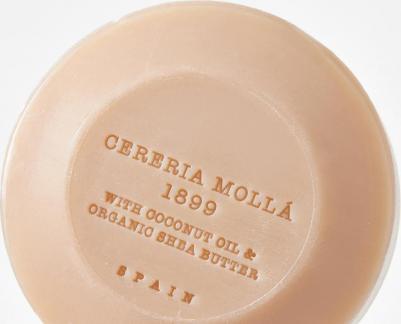 CERERIA MOLLÁ
1899
WITH COCONUT OIL &
ORGANIC SHEA BUTTER
SPAIN